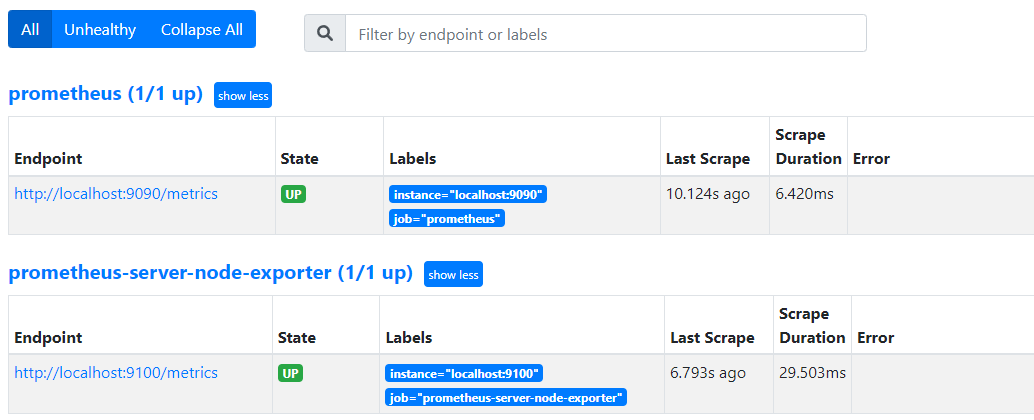 All Unhealthy Collapse All Filter by endpoint or labels
prometheus (1/1 up) show less
Endpoint State Labels Last Scrape Scrape Duration Error
http://localhost:9090/metrics UP instance="localhost:9090" 10.124s ago 6.420ms
job="prometheus"
prometheus-server-node-exporter (1/1 up) show less
Endpoint State Labels Last Scrape Scrape Duration Error
http://localhost:9100/metrics UP instance="localhost:9100" 6.793s ago 29.503ms
job="prometheus-server-node-exporter"